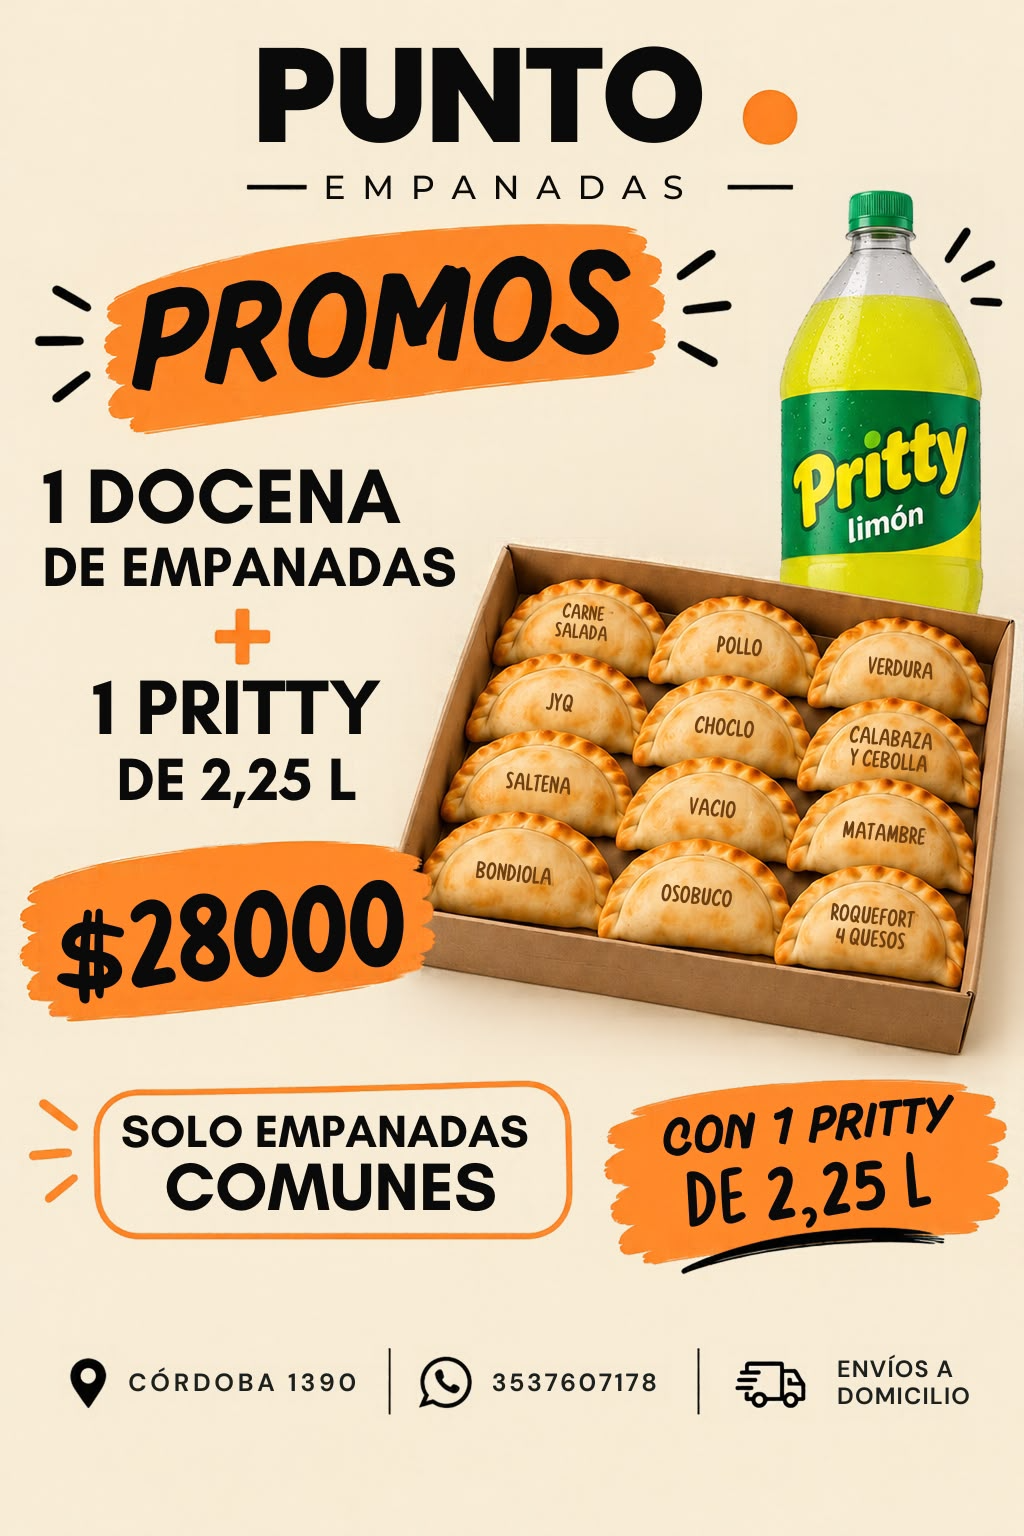 PUNTO.
EMPANADAS
PROMOS
1 DOCENA
DE EMPANADAS
+
1 PRITTY
DE 2,25 L
$28000
Pritty
limón
CARNE
SALADA
POLLO
VERDURA
JYQ
CHOCLO
CALABAZA
Y CEBOLLA
SALTENA
VACIO
MATAMBRE
BONDIOLA
OSOBUCO
ROQUEFORT
4 QUESOS
SOLO EMPANADAS
COMUNES
CON 1 PRITTY
DE 2,25 L
CÓRDOBA 1390
3537607178
ENVÍOS A
DOMICILIO